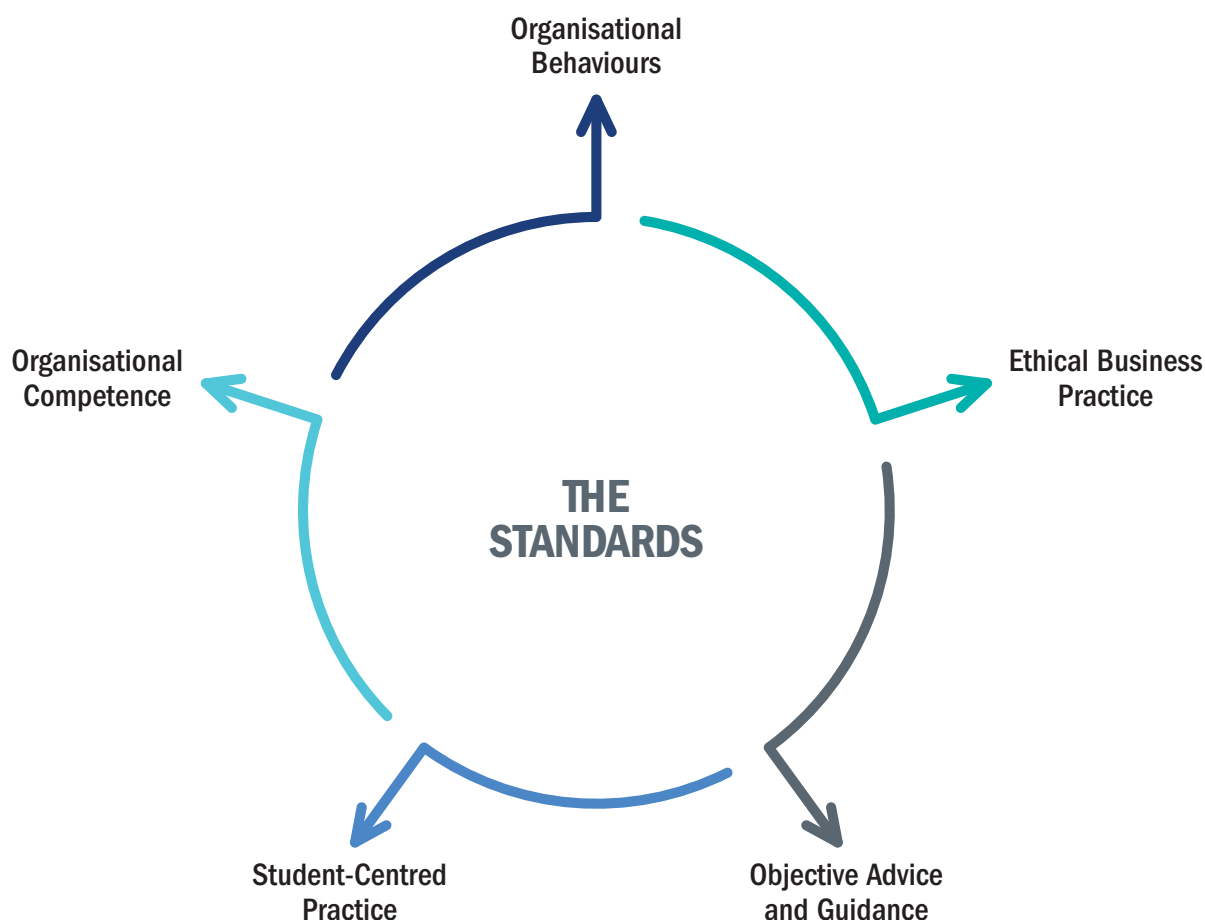 Organisational
Behaviours
Organisational
Competence
Ethical Business
Practice
THE
STANDARDS
Student-Centred
Practice
Objective Advice
and Guidance